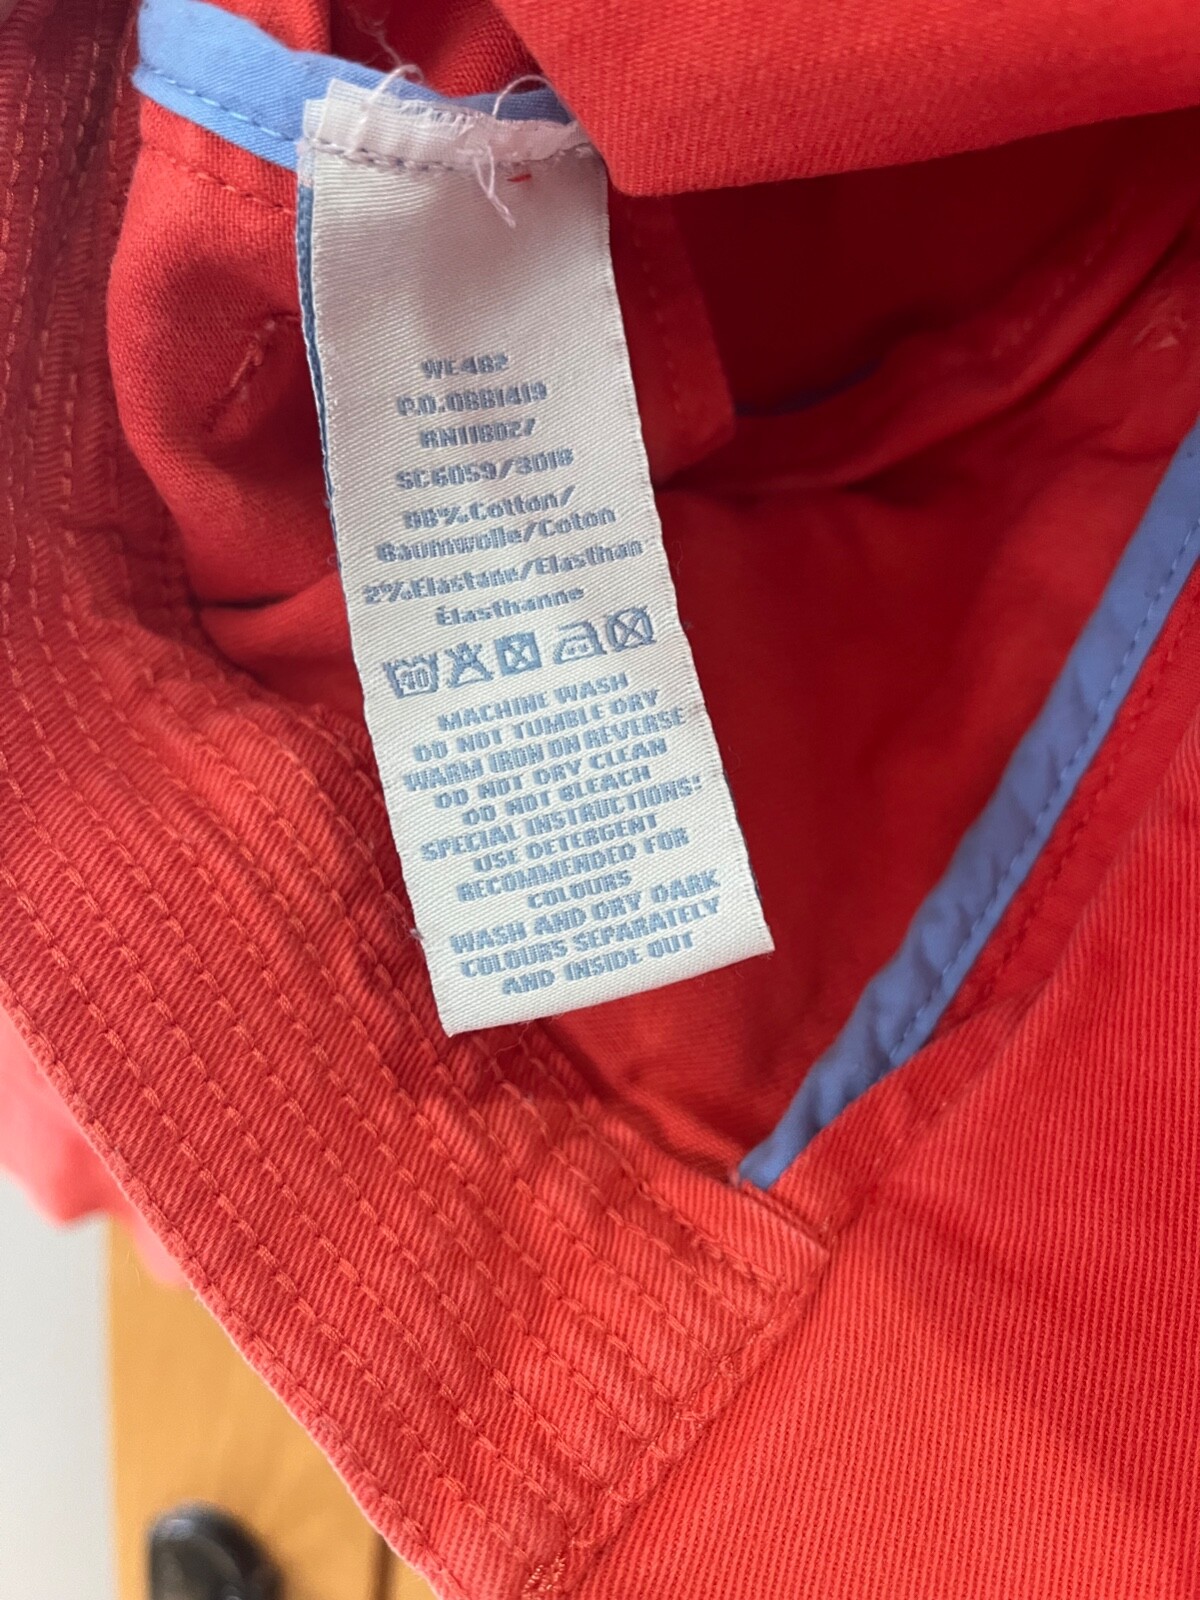 WE482
P.O.0881419
RN118027
SC6059/3018
98%Cotton/
Baumwolle/Coton
2%Elastane/Elasthan
Élasthanne
40
MACHINE WASH
DO NOT TUMBLE DRY
WARM IRON ON REVERSE
DO NOT DRY CLEAN
DO NOT BLEACH
SPECIAL INSTRUCTIONS:
USE DETERGENT
RECOMMENDED FOR
COLOURS
WASH AND DRY DARK
COLOURS SEPARATELY
AND INSIDE OUT